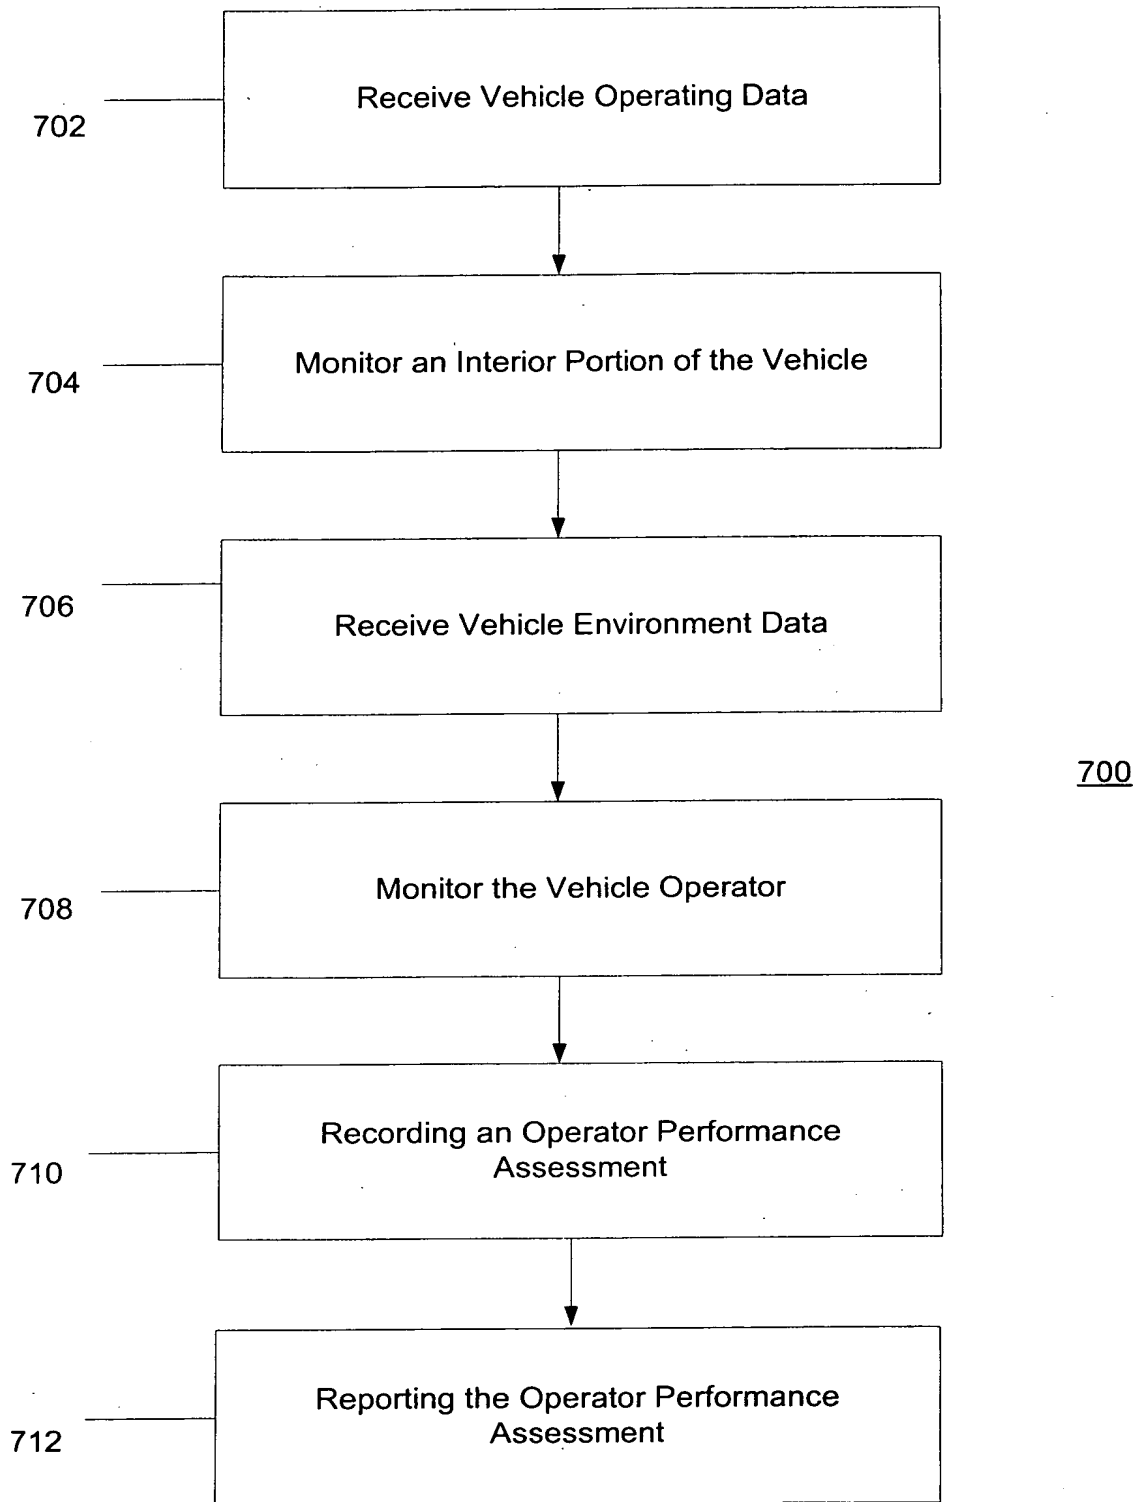 Receive Vehicle Operating Data
702
Monitor an Interior Portion of the Vehicle
704
Receive Vehicle Environment Data
706
700
Monitor the Vehicle Operator
708
Recording an Operator Performance
Assessment
710
Reporting the Operator Performance
Assessment
712